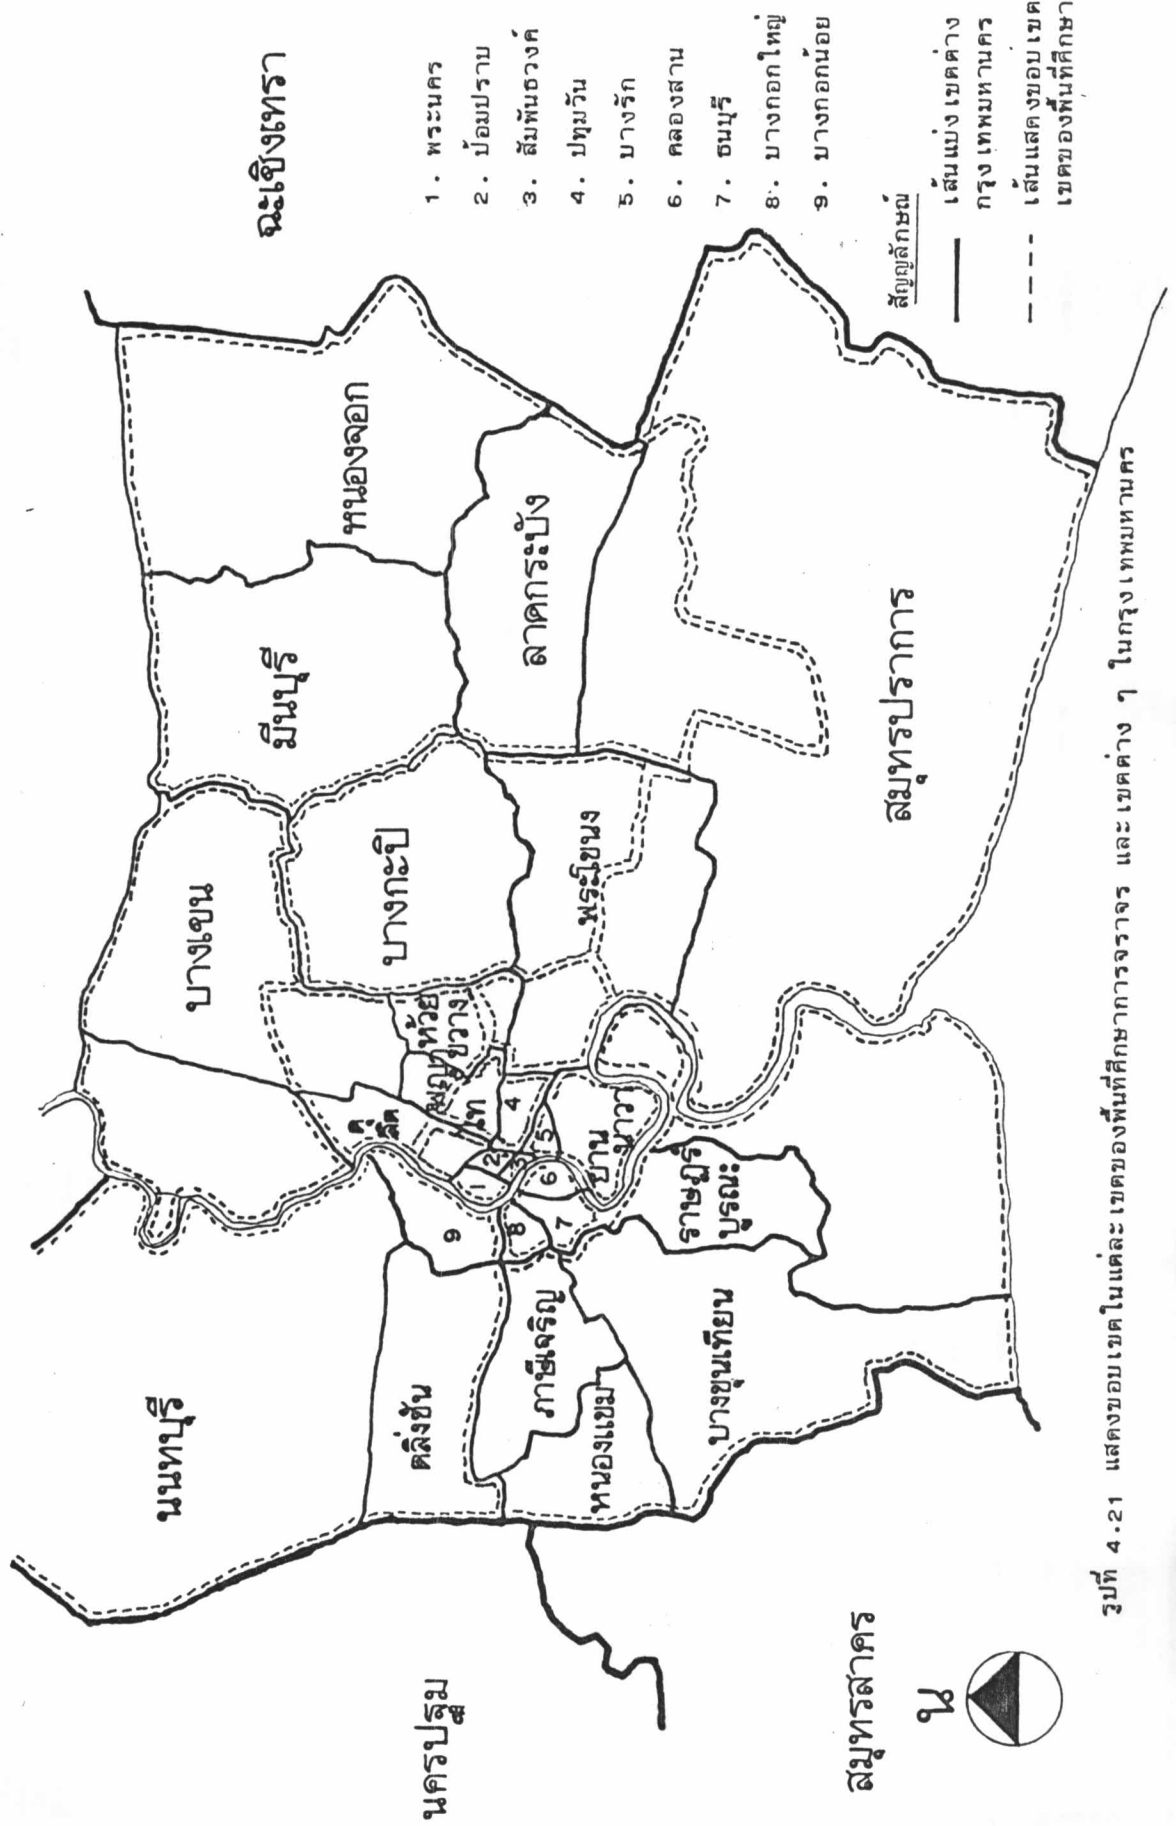 ฉะเชิงเทรา
1. พระนคร
2. ป้อมปราบ
3. สัมพันธวงค์
4. ปทุมวัน
5. บางรัก
6. คลองสาน
7. ธนบุรี
8. บางกอกใหญ่
9. บางกอกน้อย
สัญญลักษณ์
เส้นแบ่งเขตต่าง
กรุงเทพมหานคร
เส้นแสดงขอบเขต
เขตของพื้นที่ศึกษา
หนองจอก
มีนบุรี
ลาดกระบัง
บางเขน
บางกะปิ
พระโขนง
สมุทรปราการ
ห้วย
ขวาง
พญา
ไท
ดุ
สิต
1
2
3
4
5
6
7
8
9
ยาน
นาวา
ราษฎร์
บูรณะ
นนทบุรี
ตลิ่งชัน
ภาษีเจริญ
หนองแขม
บางขุนเทียน
นครปฐม
สมุทรสาคร
น
รูปที่ 4.21 แสดงขอบเขตในแต่ละเขตของพื้นที่ศึกษาการจราจร และเขตต่าง ๆ ในกรุงเทพมหานคร